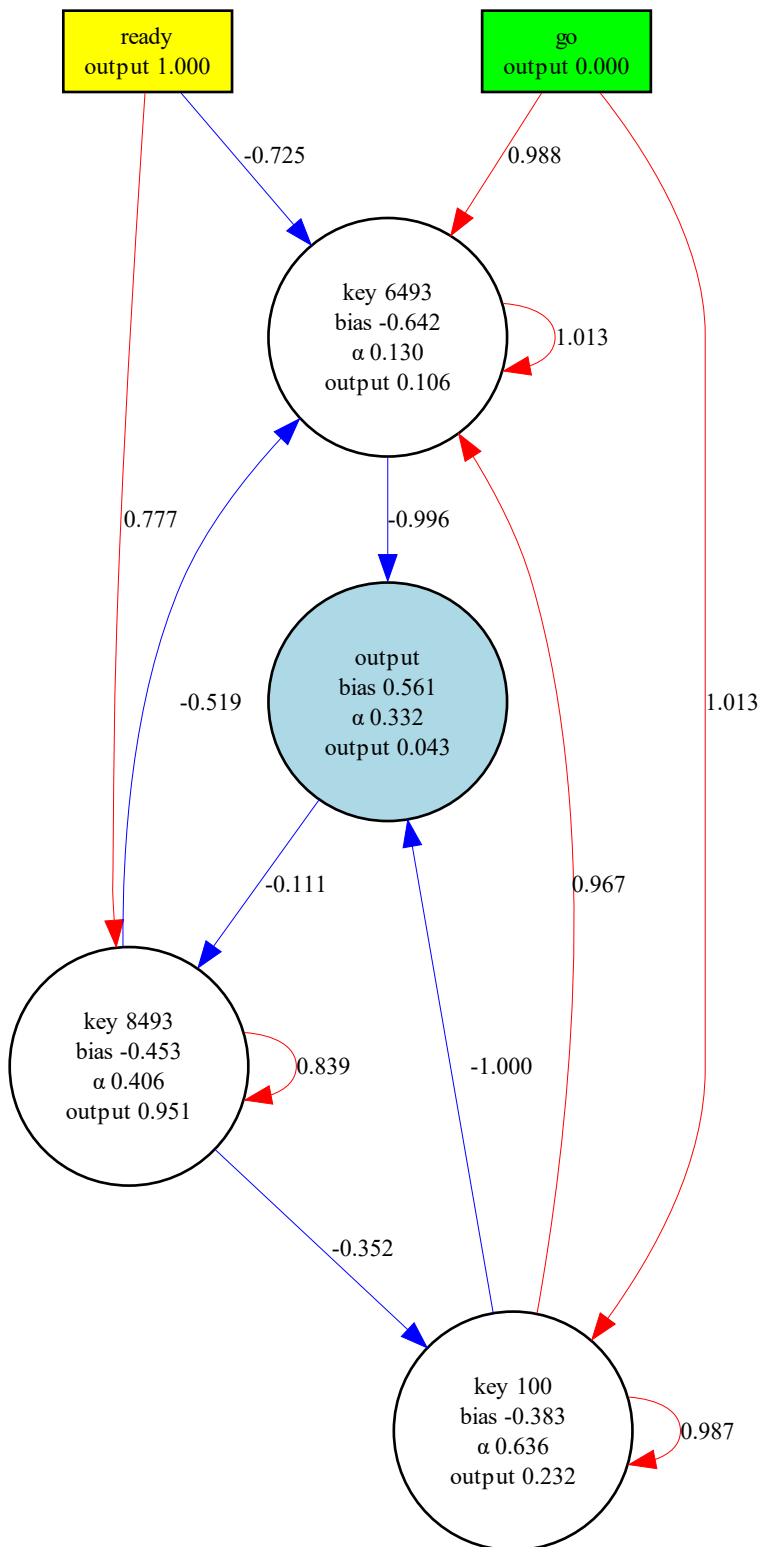 ready
output 1.000
go
output 0.000
-0.725
0.988
key 6493
bias -0.642
α 0.130
output 0.106
1.013
0.777
-0.996
output
bias 0.561
α 0.332
output 0.043
-0.519
1.013
-0.111
0.967
key 8493
bias -0.453
α 0.406
output 0.951
0.839
-1.000
-0.352
key 100
bias -0.383
α 0.636
output 0.232
0.987